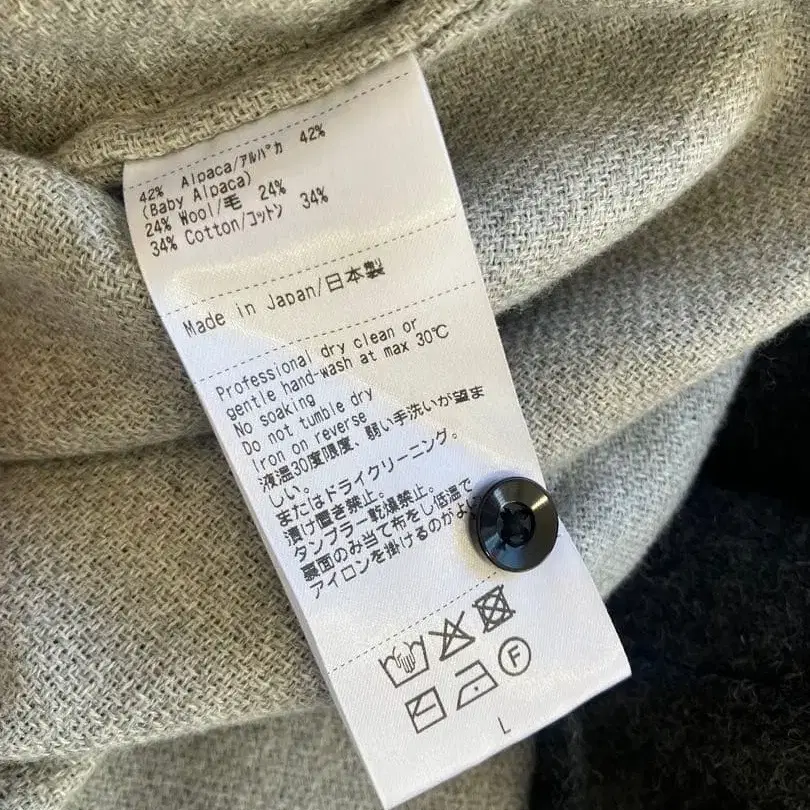 42% Alpaca/アルパカ 42%
(Baby Alpaca)
24% Wool/毛 24%
34% Cotton/コットン 34%
Made in Japan/日本製
Professional dry clean or
gentle hand-wash at max 30℃
No soaking
Do not tumble dry
Iron on reverse
液温30度限度、弱い手洗いが望ま
しい。
またはドライクリーニング。
漬け置き禁止。
タンブラー乾燥禁止。
裏面のみ当て布をし低温で
アイロンを掛けるのがよい
F
L